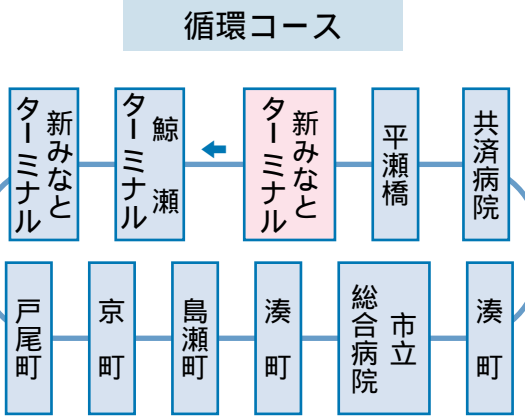 循環コース
新みなと
ターミナル
鯨瀬
ターミナル
新みなと
ターミナル
平瀬橋
共済病院
戸尾町
京町
島瀬町
湊町
市立
総合病院
湊町